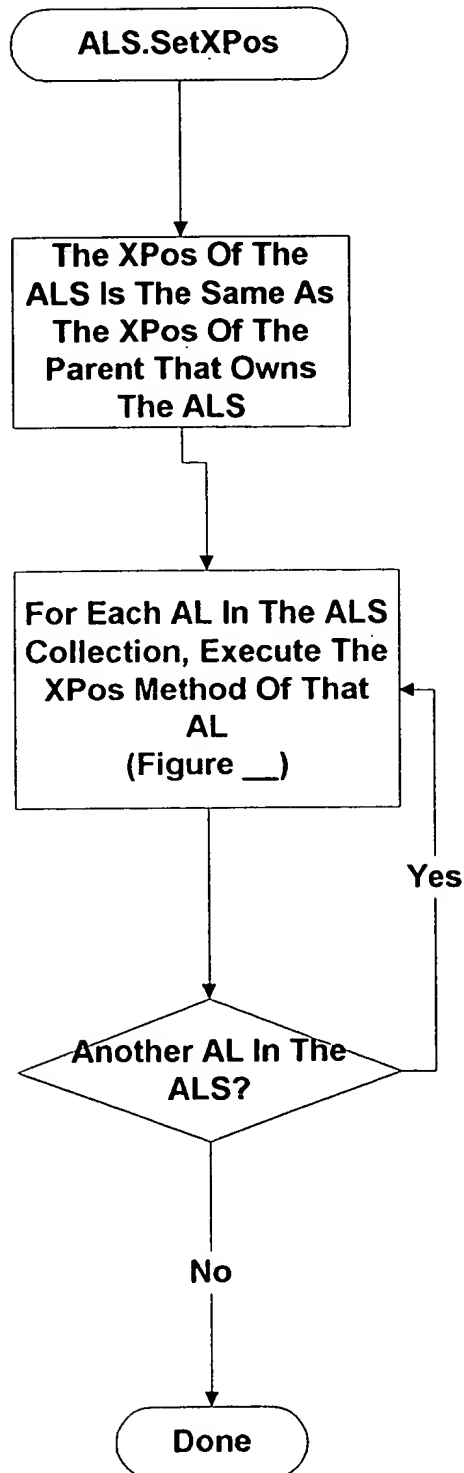 ALS.SetXPos
The XPos Of The
ALS Is The Same As
The XPos Of The
Parent That Owns
The ALS
For Each AL In The ALS
Collection, Execute The
XPos Method Of That
AL
(Figure __)
Yes
Another AL In The
ALS?
No
Done